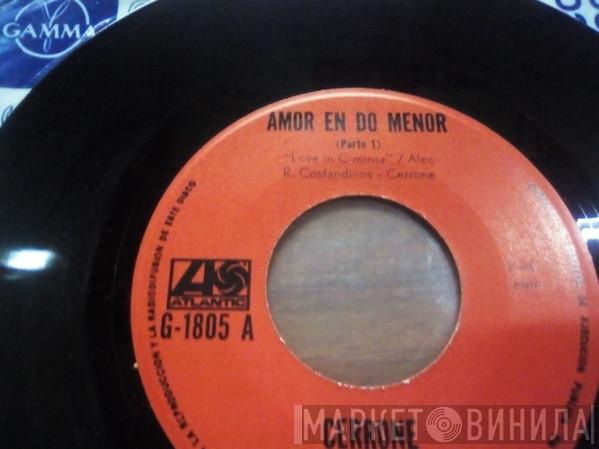 GAMMA
AMOR EN DO MENOR
(Parte 1)
"Love in C minor" / Alec
R. Costandinos - Cerrone
ATLANTIC
G-1805 A
LA REPRODUCCION Y LA RADIODIFUSION DE ESTE DISCO
EJECUCION
CERRONE
МАРКЕТ ВИНИЛА